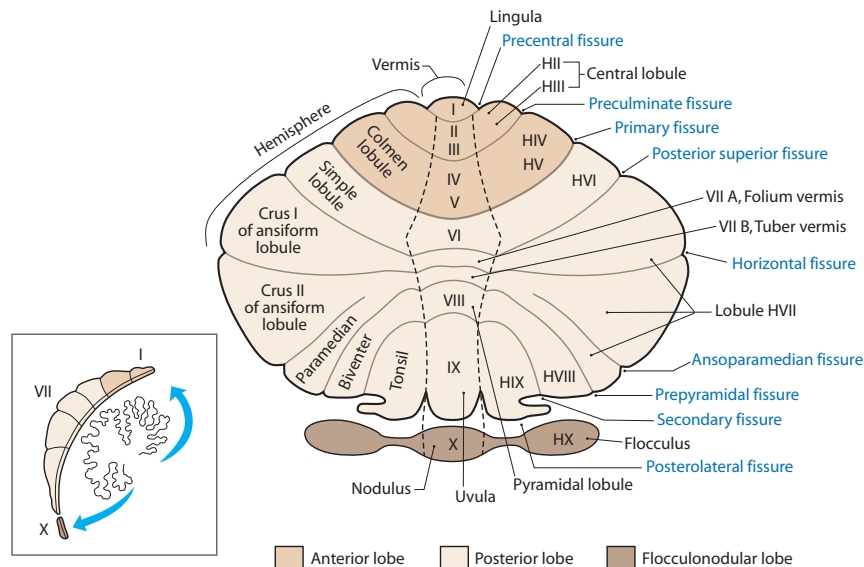 Lingula
Precentral fissure
Vermis
HII
Central lobule
HIII
Preculminate fissure
Primary fissure
Posterior superior fissure
Hemisphere
I
II
III
Colmen
lobule
HIV
HV
IV
V
Simple
lobule
HVI
VII A, Folium vermis
VII B, Tuber vermis
Crus I
of ansiform
lobule
VI
Horizontal fissure
Crus II
of ansiform
lobule
VIII
Lobule HVII
Paramedian
Biventer
Tonsil
IX
HIX
HVIII
Ansoparamedian fissure
Prepyramidal fissure
Secondary fissure
X
HX
Flocculus
Posterolateral fissure
Nodulus
Uvula
Pyramidal lobule
I
VII
X
Anterior lobe
Posterior lobe
Flocculonodular lobe